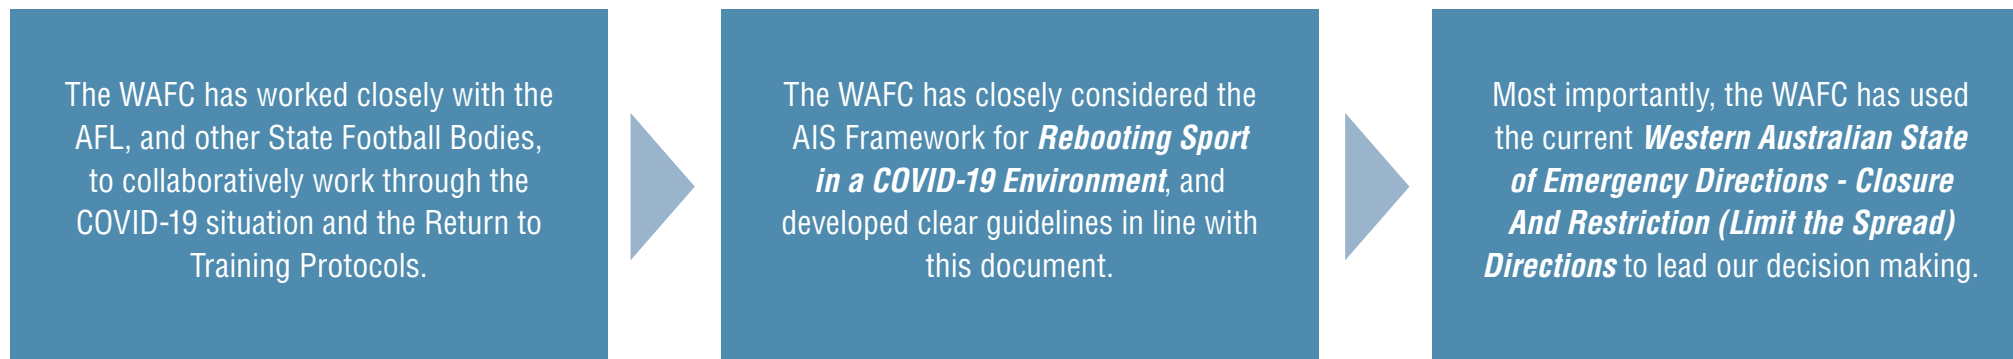 The WAFC has worked closely with the
AFL, and other State Football Bodies,
to collaboratively work through the
COVID-19 situation and the Return to
Training Protocols.
The WAFC has closely considered the
AIS Framework for Rebooting Sport
in a COVID-19 Environment, and
developed clear guidelines in line with
this document.
Most importantly, the WAFC has used
the current Western Australian State
of Emergency Directions - Closure
And Restriction (Limit the Spread)
Directions to lead our decision making.